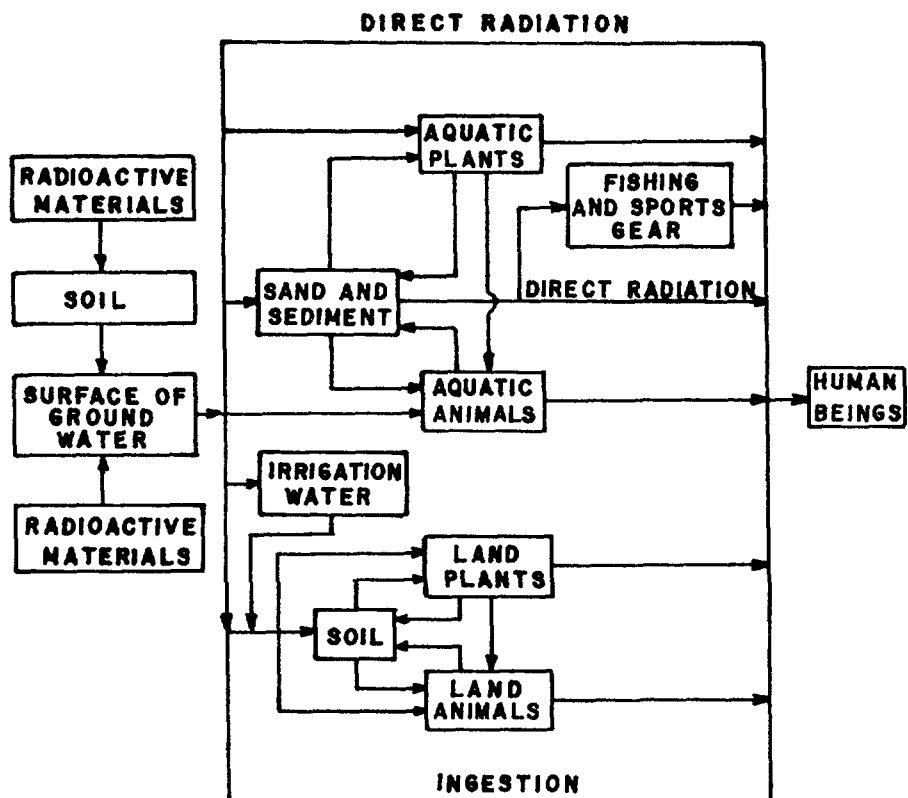 DIRECT RADIATION
RADIOACTIVE
MATERIALS
SOIL
SURFACE OF
GROUND
WATER
RADIOACTIVE
MATERIALS
AQUATIC
PLANTS
FISHING
AND SPORTS
GEAR
SAND AND
SEDIMENT
DIRECT RADIATION
AQUATIC
ANIMALS
IRRIGATION
WATER
LAND
PLANTS
SOIL
LAND
ANIMALS
HUMAN
BEINGS
INGESTION